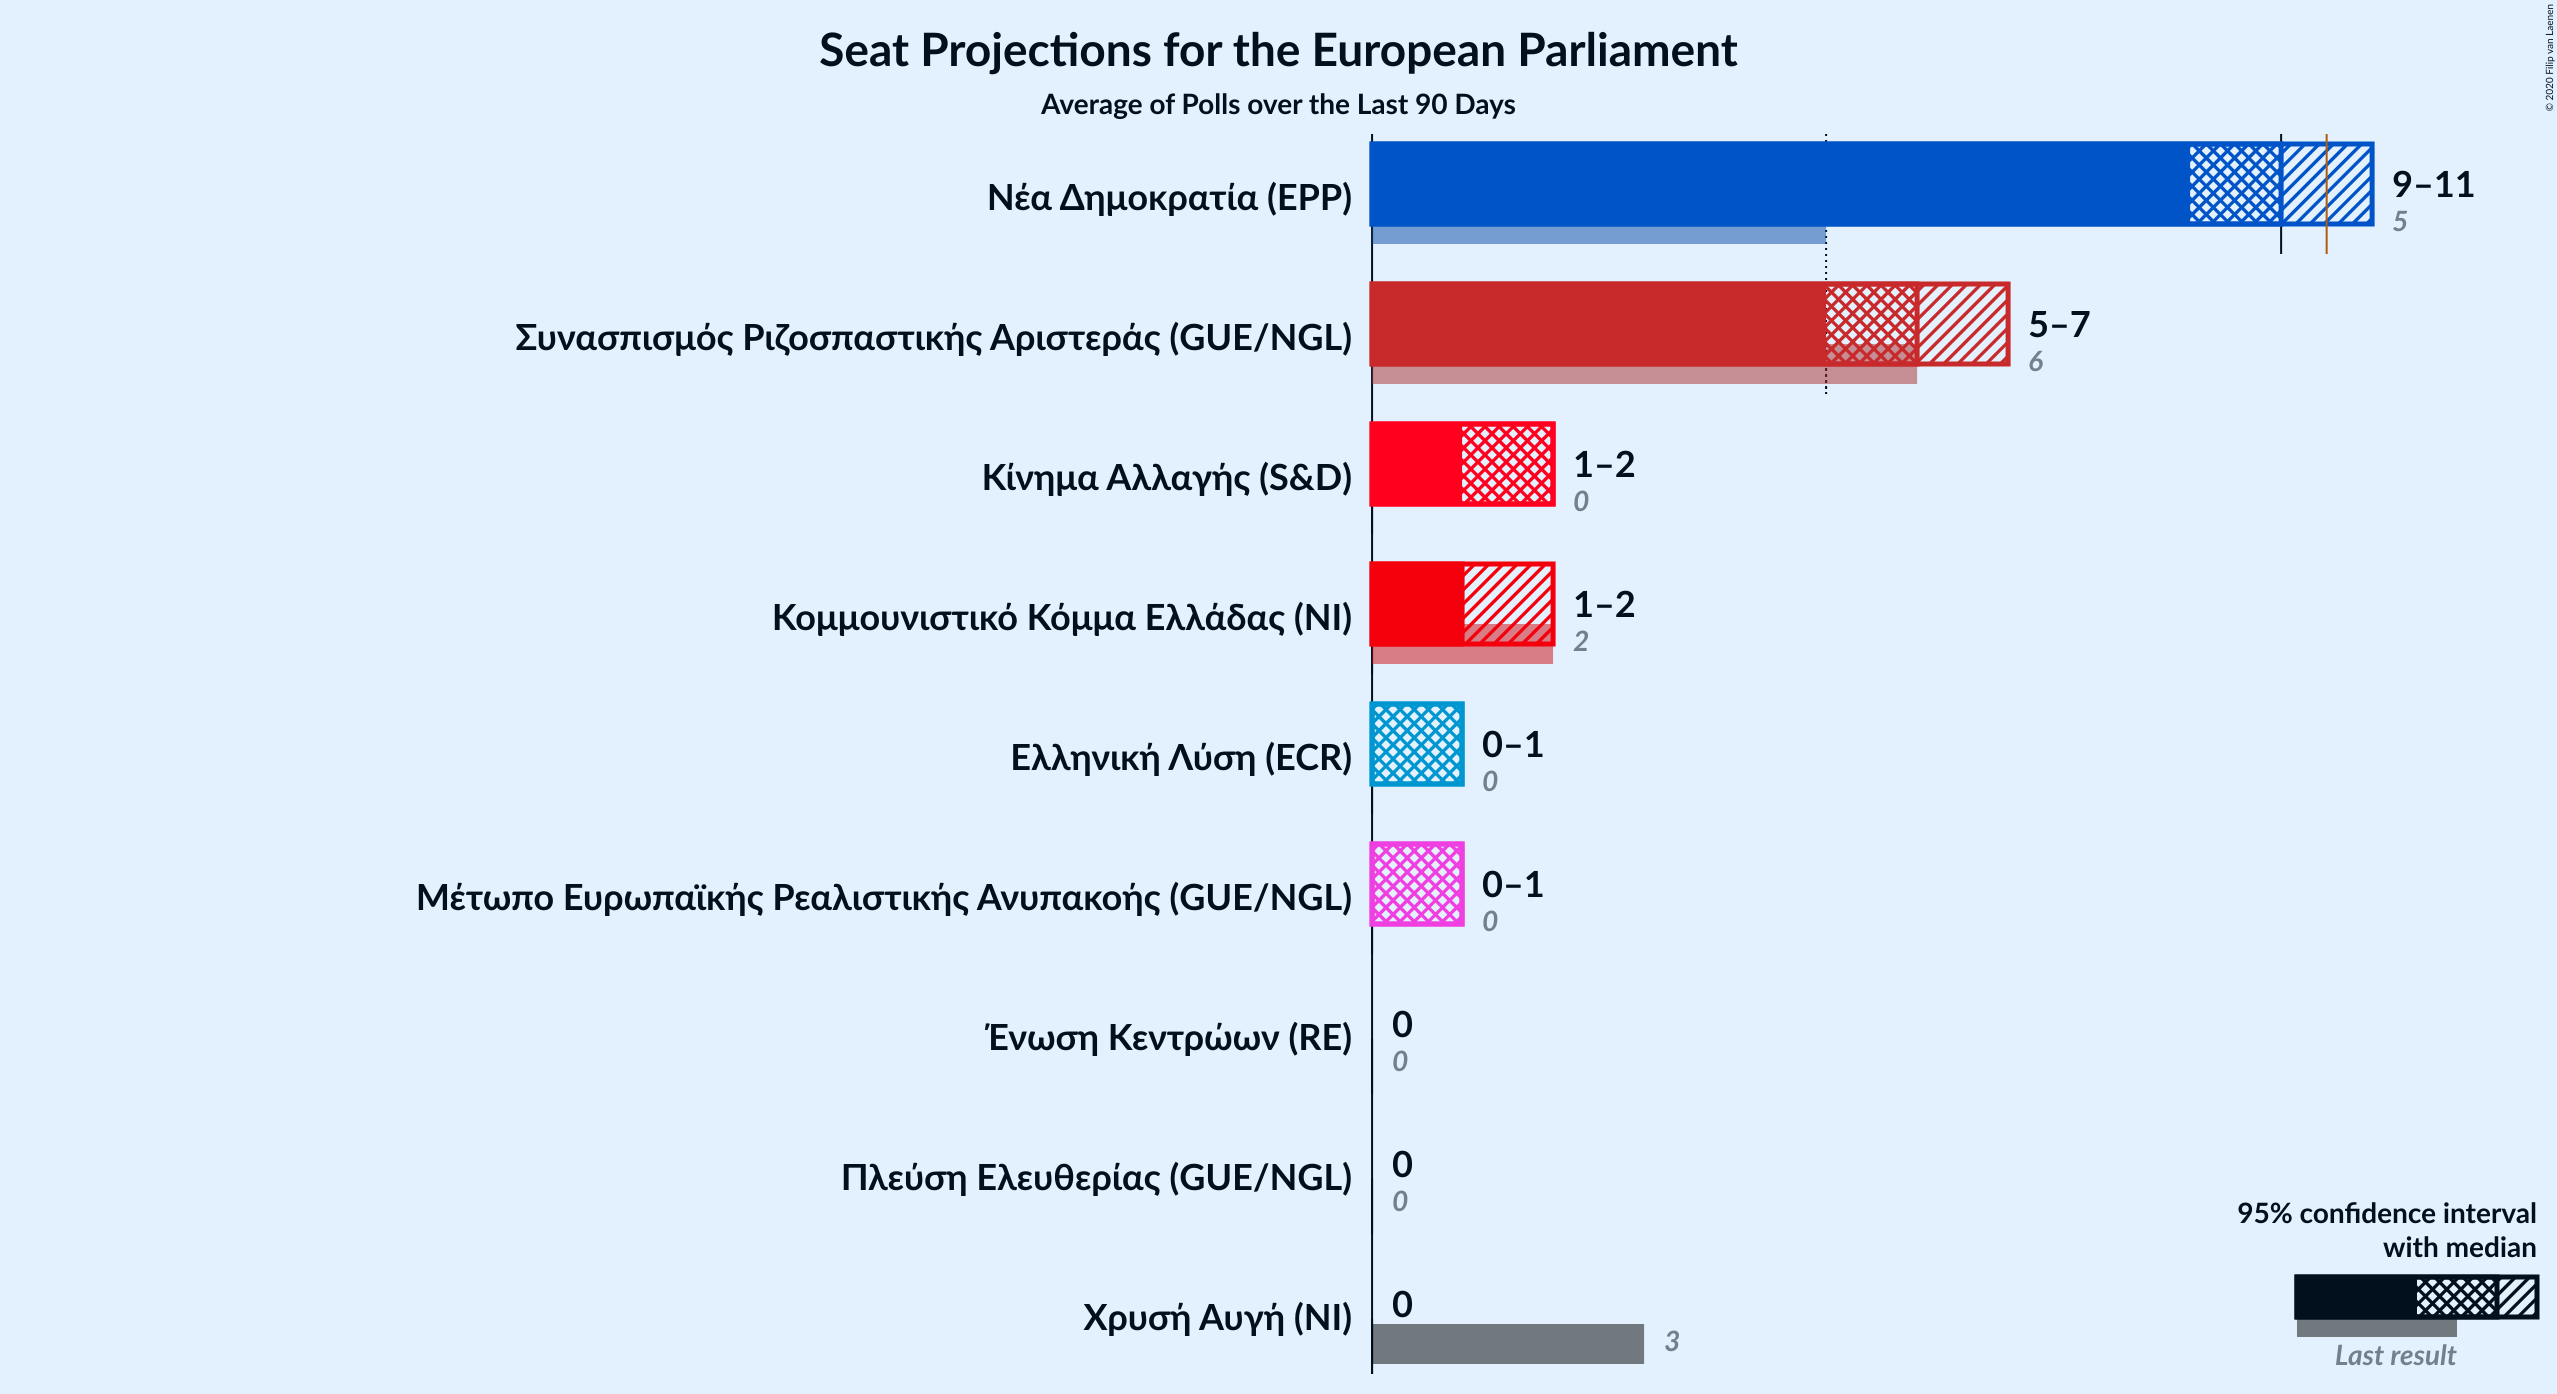 Seat Projections for the European Parliament
Average of Polls over the Last 90 Days
© 2020 Filip van Laenen
Νέα Δημοκρατία (EPP)
9–11
5
Συνασπισμός Ριζοσπαστικής Αριστεράς (GUE/NGL)
5–7
6
Κίνημα Αλλαγής (S&D)
1–2
0
Κομμουνιστικό Κόμμα Ελλάδας (NI)
1–2
2
Ελληνική Λύση (ECR)
0–1
0
Μέτωπο Ευρωπαϊκής Ρεαλιστικής Ανυπακοής (GUE/NGL)
0–1
0
Ένωση Κεντρώων (RE)
0
0
Πλεύση Ελευθερίας (GUE/NGL)
0
0
Χρυσή Αυγή (NI)
0
3
95% confidence interval
with median
Last result